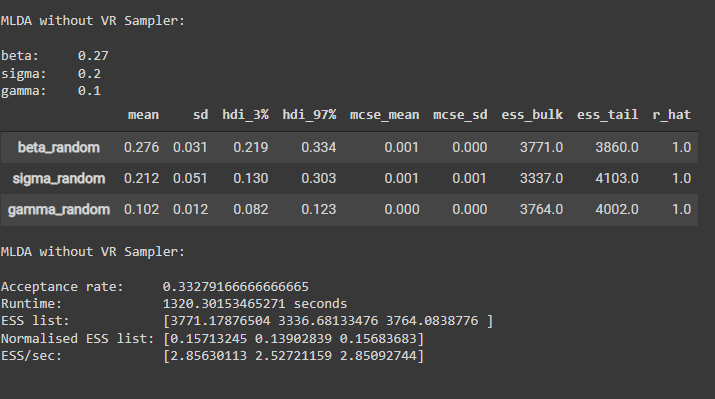 MLDA without VR Sampler:
beta: 0.27
sigma: 0.2
gamma: 0.1
mean sd hdi_3% hdi_97% mcse_mean mcse_sd ess_bulk ess_tail r_hat
beta_random 0.276 0.031 0.219 0.334 0.001 0.000 3771.0 3860.0 1.0
sigma_random 0.212 0.051 0.130 0.303 0.001 0.001 3337.0 4103.0 1.0
gamma_random 0.102 0.012 0.082 0.123 0.000 0.000 3764.0 4002.0 1.0
MLDA without VR Sampler:
Acceptance rate: 0.33279166666666665
Runtime: 1320.30153465271 seconds
ESS list: [3771.17876504 3336.68133476 3764.0838776 ]
Normalised ESS list: [0.15713245 0.13902839 0.15683683]
ESS/sec: [2.85630113 2.52721159 2.85092744]